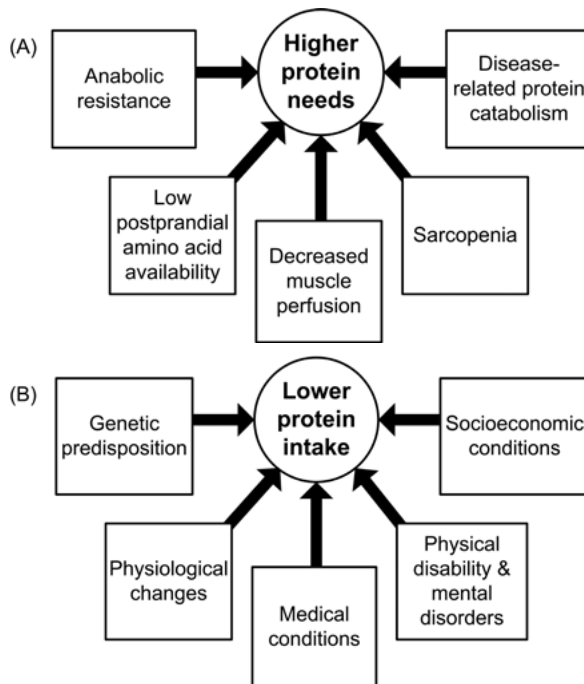 (A)
Higher
protein
needs
Anabolic
resistance
Disease-
related protein
catabolism
Low
postprandial
amino acid
availability
Decreased
muscle
perfusion
Sarcopenia
(B)
Lower
protein
intake
Genetic
predisposition
Socioeconomic
conditions
Physiological
changes
Medical
conditions
Physical
disability &
mental
disorders